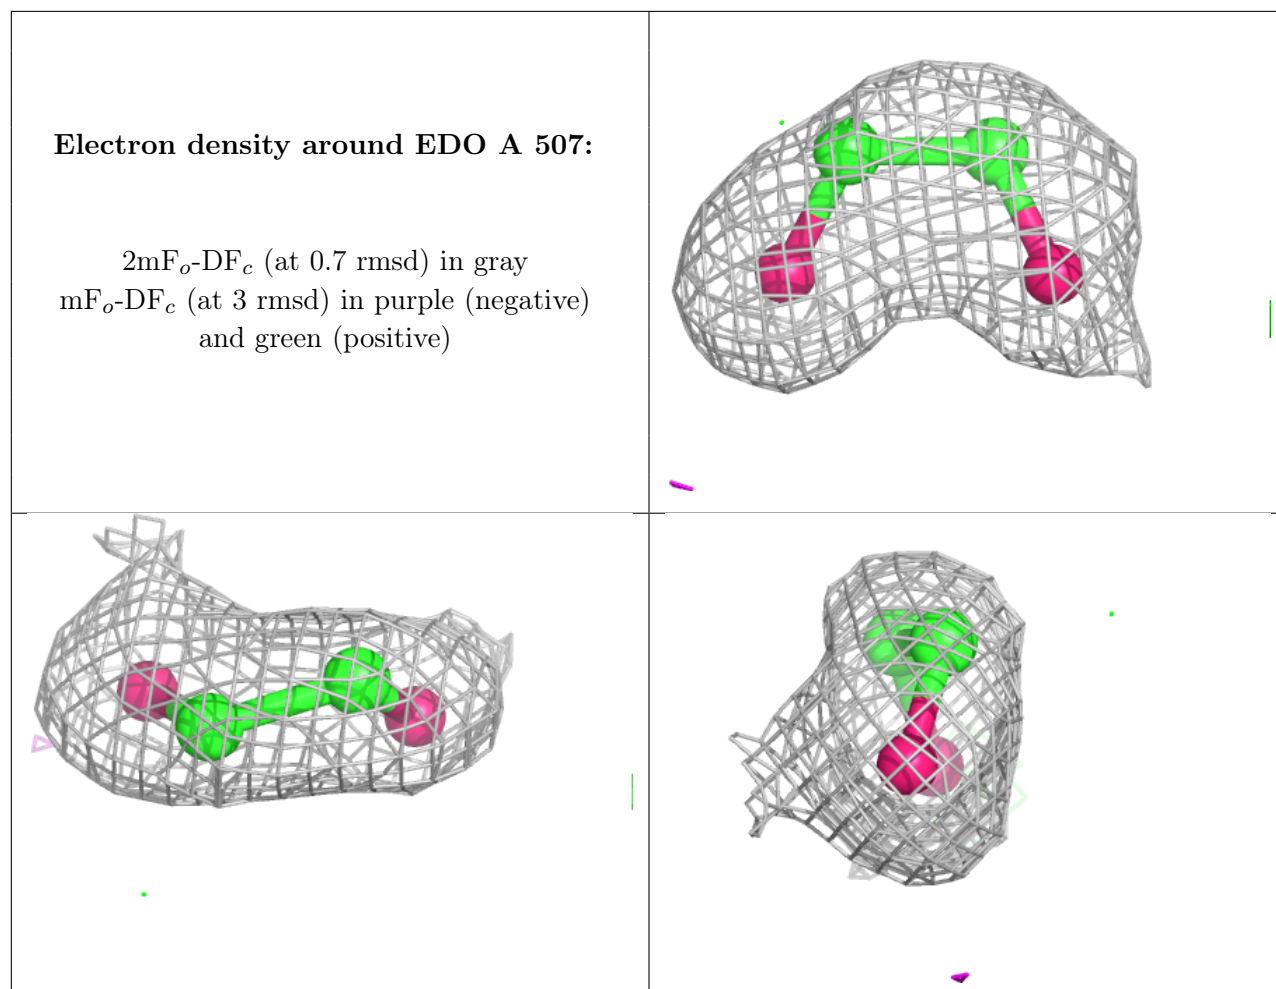 Electron density around EDO A 507:
2mFo-DFc (at 0.7 rmsd) in gray
mFo-DFc (at 3 rmsd) in purple (negative)
and green (positive)